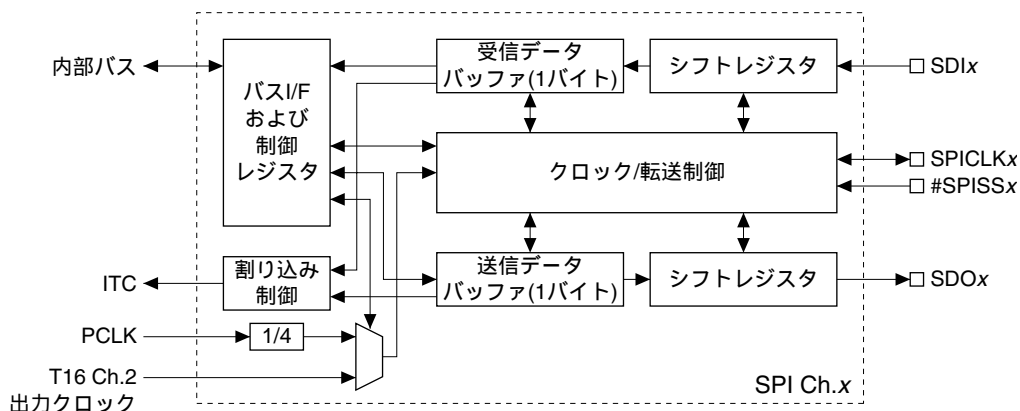 内部バス
バスI/F
および
制御
レジスタ
受信データ
バッファ(1バイト)
シフトレジスタ
SDIx
クロック/転送制御
SPICLKx
#SPISSx
ITC
割り込み
制御
送信データ
バッファ(1バイト)
シフトレジスタ
SDOx
PCLK
1/4
T16 Ch.2
出力クロック
SPI Ch.x